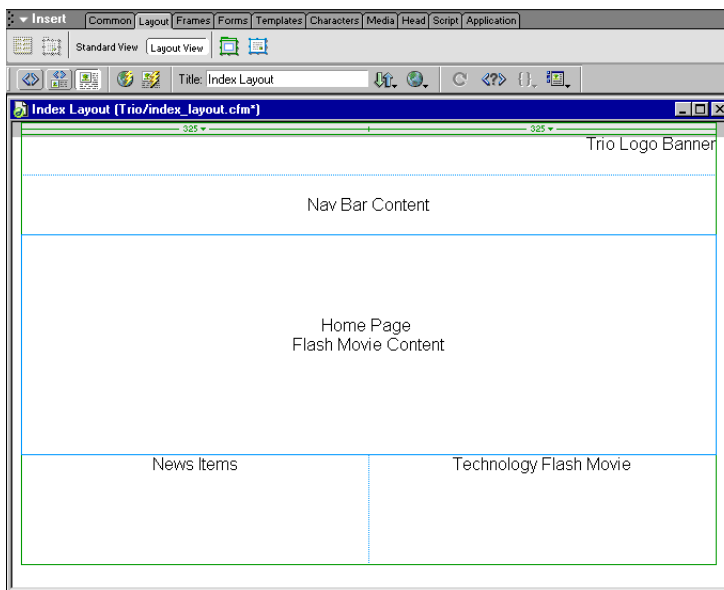 Insert Common Layout Frames Forms Templates Characters Media Head Script Application
Standard View Layout View
Title: Index Layout
Index Layout (Trio/index_layout.cfm*)
325 325
Trio Logo Banner
Nav Bar Content
Home Page
Flash Movie Content
News Items Technology Flash Movie